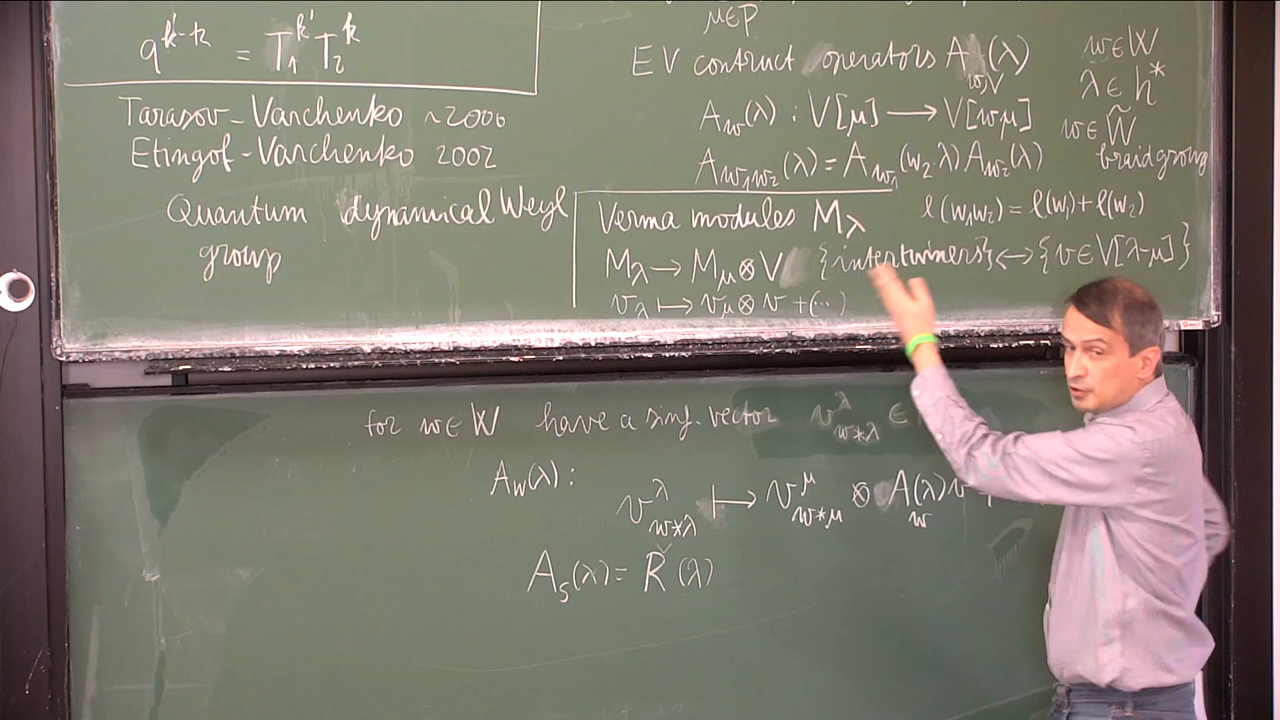 q^{k'-k} = T_1^{k'} T_2^k
Tarasov-Varchenko ~2000
Etingof-Varchenko 2002
Quantum dynamical Weyl
group
μ∈P
EV construct operators A_{w,V}(λ)
A_w(λ) : V[μ] ⟶ V[wμ]
A_{w_1w_2}(λ) = A_{w_1}(w_2·λ) A_{w_2}(λ)
w∈W
λ∈h*
w∈W̃
braid group
l(w_1w_2) = l(w_1)+l(w_2)
Verma modules M_λ
M_λ → M_μ⊗V {intertwiners} ↔ {v∈V[λ-μ]}
v_λ ↦ v_μ⊗v +(…)
for w∈W have a sing. vector v^λ_{w*λ} ∈
A_w(λ):
v^λ_{w*λ} ↦ v^μ_{w*μ} ⊗ A_w(λ)v
A_s(λ) = Ř(λ)